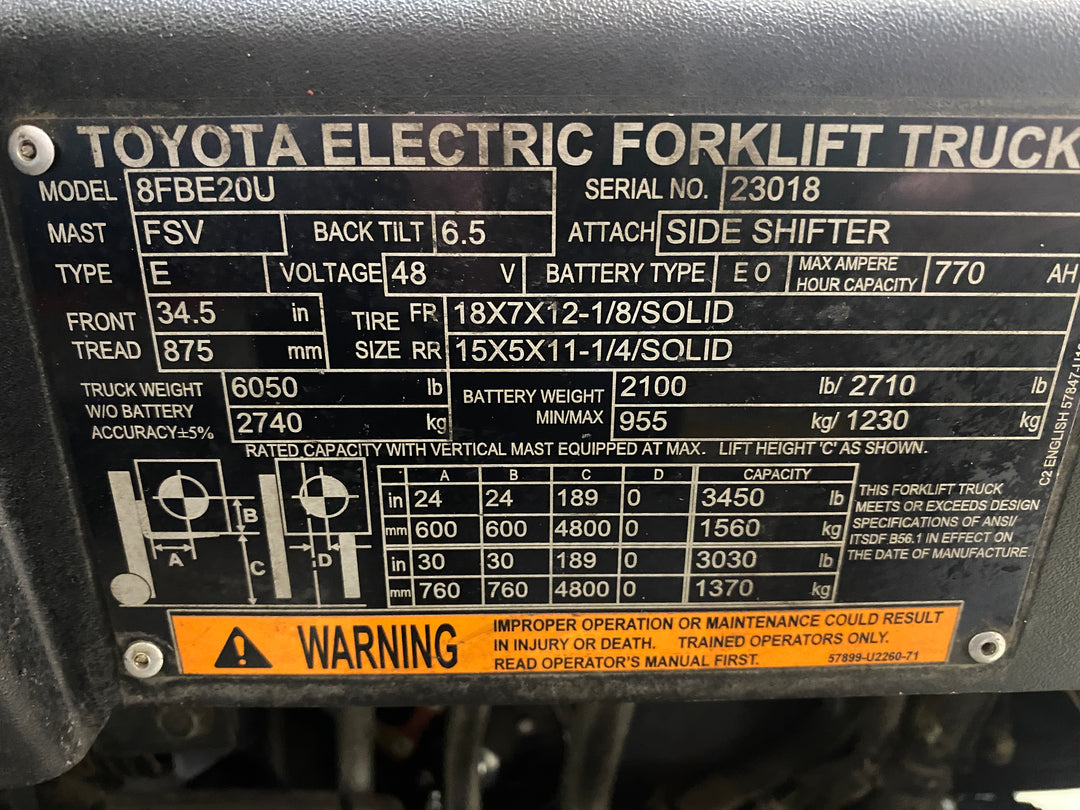 TOYOTA ELECTRIC FORKLIFT TRUCK
MODEL 8FBE20U SERIAL NO. 23018
MAST FSV BACK TILT 6.5 ATTACH SIDE SHIFTER
TYPE E VOLTAGE 48 V BATTERY TYPE E O MAX AMPERE HOUR CAPACITY 770 AH
FRONT TREAD 34.5 in
875 mm
TIRE SIZE FR 18X7X12-1/8/SOLID
RR 15X5X11-1/4/SOLID
TRUCK WEIGHT W/O BATTERY ACCURACY±5% 6050 lb
2740 kg
BATTERY WEIGHT MIN/MAX 2100 lb/ 2710 lb
955 kg/ 1230 kg
RATED CAPACITY WITH VERTICAL MAST EQUIPPED AT MAX. LIFT HEIGHT 'C' AS SHOWN.
A B C D
A B C D CAPACITY
in 24 24 189 0 3450 lb
mm 600 600 4800 0 1560 kg
in 30 30 189 0 3030 lb
mm 760 760 4800 0 1370 kg
THIS FORKLIFT TRUCK
MEETS OR EXCEEDS DESIGN
SPECIFICATIONS OF ANSI/
ITSDF B56.1 IN EFFECT ON
THE DATE OF MANUFACTURE.
C2 ENGLISH
WARNING
IMPROPER OPERATION OR MAINTENANCE COULD RESULT
IN INJURY OR DEATH. TRAINED OPERATORS ONLY.
READ OPERATOR'S MANUAL FIRST. 57899-U2260-71